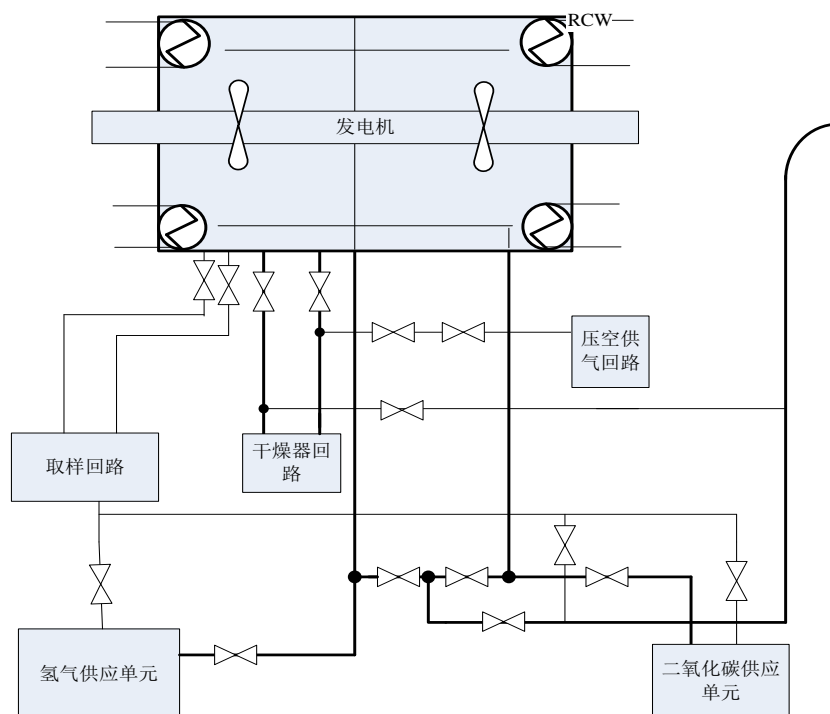 RCW
发电机
压空供
气回路
取样回路
干燥器回
路
氢气供应单元
二氧化碳供应
单元